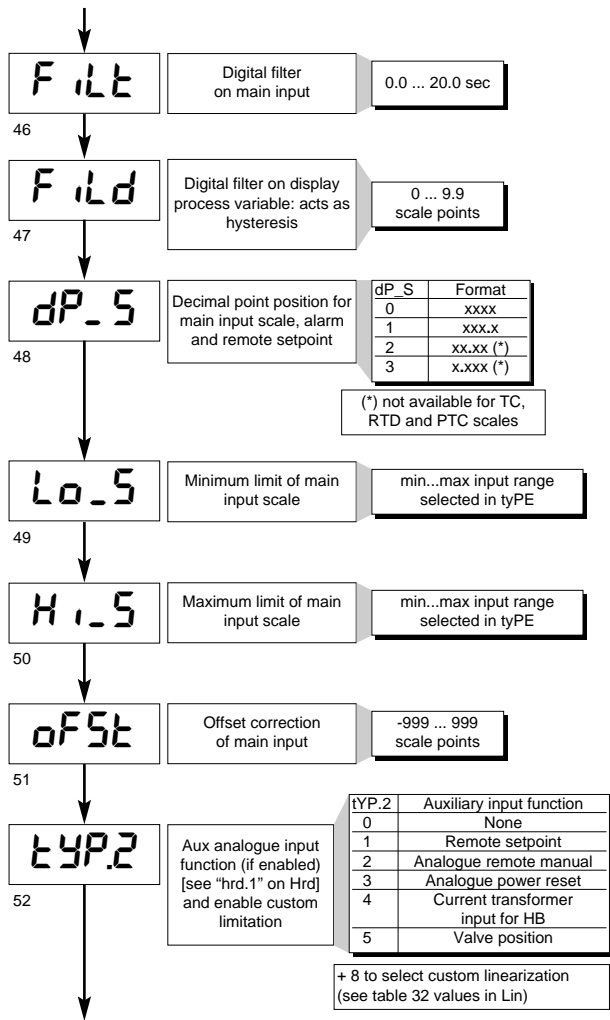 FiLt
Digital filter
on main input
0.0 ... 20.0 sec
46
FiLd
Digital filter on display
process variable: acts as
hysteresis
0 ... 9.9
scale points
47
dP_S
Decimal point position for
main input scale, alarm
and remote setpoint
dP_S Format
0 xxxx
1 xxx.x
2 xx.xx (*)
3 x.xxx (*)
48
(*) not available for TC,
RTD and PTC scales
Lo_S
Minimum limit of main
input scale
min...max input range
selected in tyPE
49
Hi_S
Maximum limit of main
input scale
min...max input range
selected in tyPE
50
oFSt
Offset correction
of main input
-999 ... 999
scale points
51
tYP.2
Aux analogue input
function (if enabled)
[see “hrd.1” on Hrd]
and enable custom
limitation
tYP.2 Auxiliary input function
0 None
1 Remote setpoint
2 Analogue remote manual
3 Analogue power reset
4 Current transformer
input for HB
5 Valve position
52
+ 8 to select custom linearization
(see table 32 values in Lin)